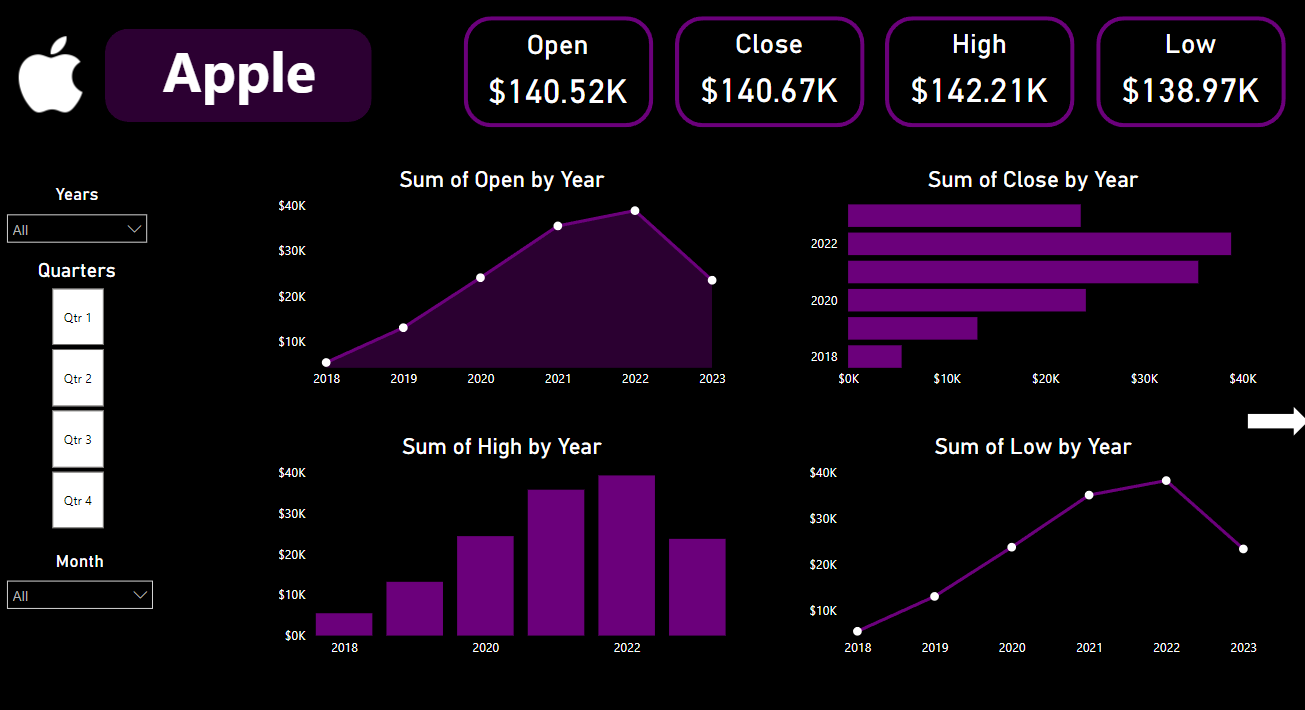 Apple
Open
$140.52K
Close
$140.67K
High
$142.21K
Low
$138.97K
Years
All
Quarters
Qtr 1
Qtr 2
Qtr 3
Qtr 4
Month
All
Sum of Open by Year
$40K
$30K
$20K
$10K
2018 2019 2020 2021 2022 2023
Sum of Close by Year
2022
2020
2018
$0K $10K $20K $30K $40K
Sum of High by Year
$40K
$30K
$20K
$10K
$0K
2018 2020 2022
Sum of Low by Year
$40K
$30K
$20K
$10K
2018 2019 2020 2021 2022 2023